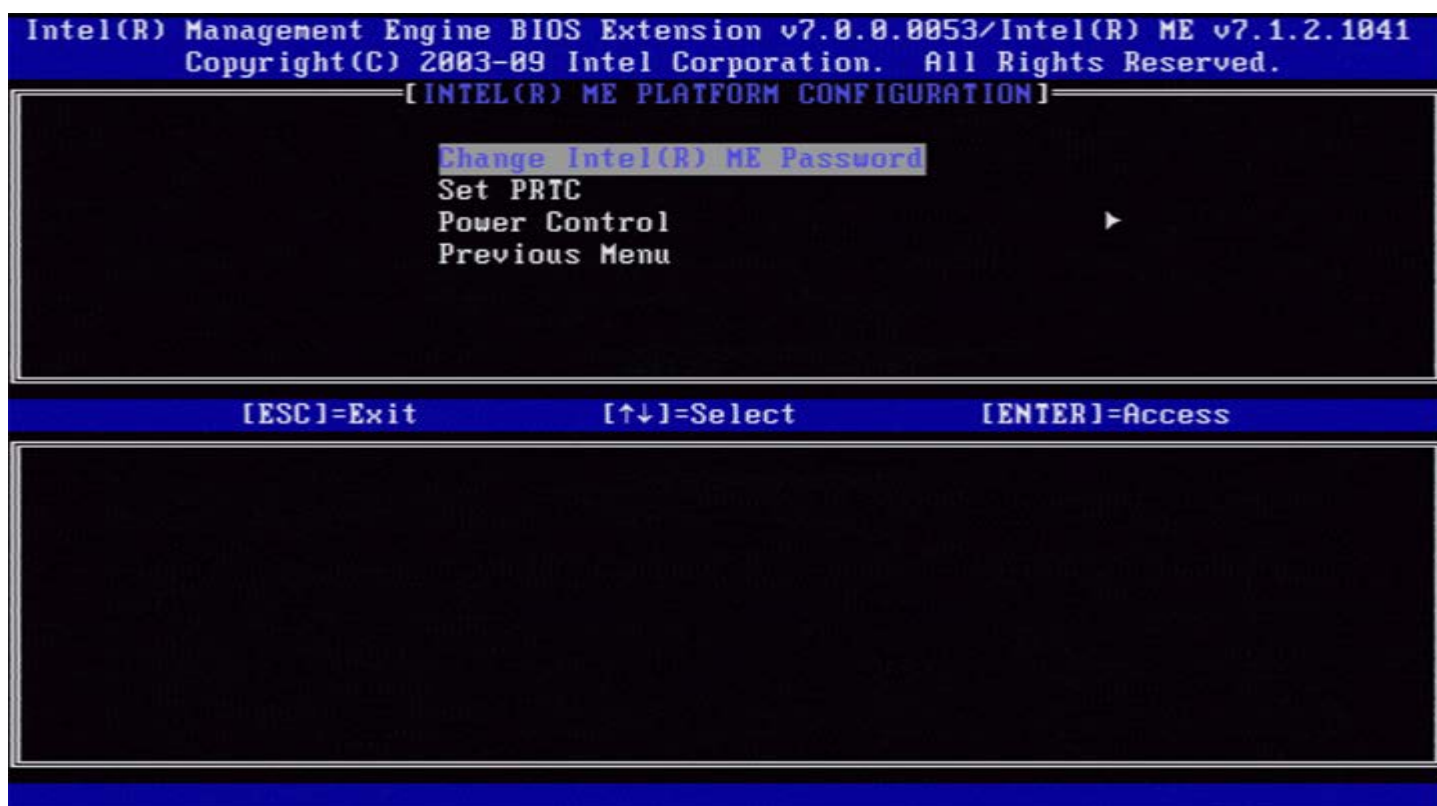 Intel(R) Management Engine BIOS Extension v7.0.0.0053/Intel(R) ME v7.1.2.1041
Copyright(C) 2003-09 Intel Corporation. All Rights Reserved.
[INTEL(R) ME PLATFORM CONFIGURATION]
Change Intel(R) ME Password
Set PRTC
Power Control ►
Previous Menu
[ESC]=Exit [↑↓]=Select [ENTER]=Access